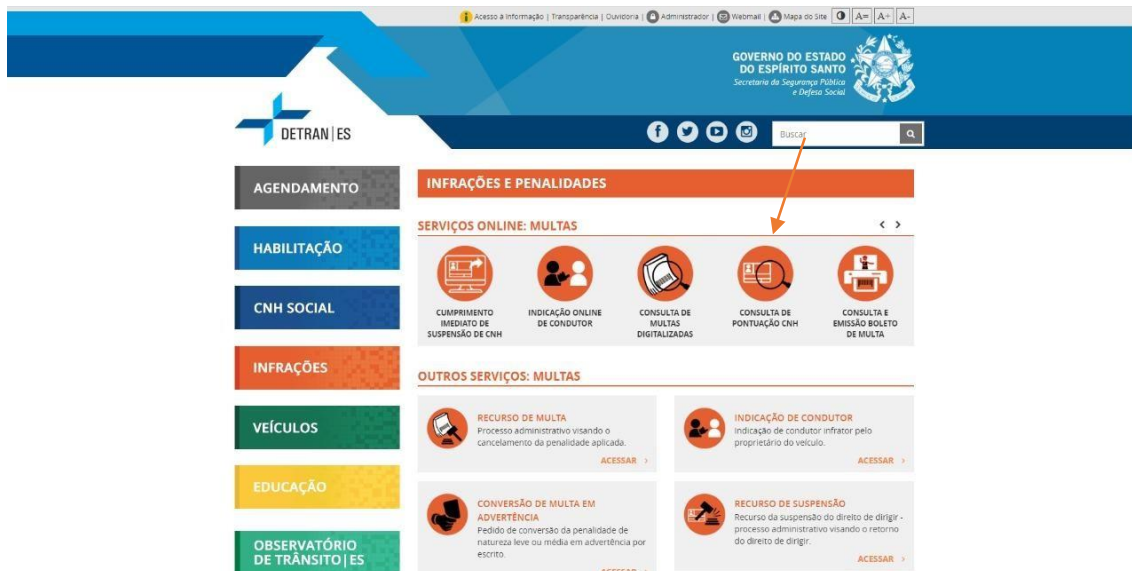 Acesso à Informação | Transparência | Ouvidoria | Administrador | Webmail | Mapa do Site A= A+ A-
GOVERNO DO ESTADO
DO ESPÍRITO SANTO
Secretaria da Segurança Pública
e Defesa Social
DETRAN|ES
Buscar
AGENDAMENTO
HABILITAÇÃO
CNH SOCIAL
INFRAÇÕES
VEÍCULOS
EDUCAÇÃO
OBSERVATÓRIO
DE TRÂNSITO|ES
INFRAÇÕES E PENALIDADES
SERVIÇOS ONLINE: MULTAS
CUMPRIMENTO
IMEDIATO DE
SUSPENSÃO DE CNH
INDICAÇÃO ONLINE
DE CONDUTOR
CONSULTA DE
MULTAS
DIGITALIZADAS
CONSULTA DE
PONTUAÇÃO CNH
CONSULTA E
EMISSÃO BOLETO
DE MULTA
OUTROS SERVIÇOS: MULTAS
RECURSO DE MULTA
Processo administrativo visando o
cancelamento da penalidade aplicada.
ACESSAR >
INDICAÇÃO DE CONDUTOR
Indicação de condutor infrator pelo
proprietário do veículo.
ACESSAR >
CONVERSÃO DE MULTA EM
ADVERTÊNCIA
Pedido de conversão da penalidade de
natureza leve ou média em advertência por
escrito.
ACESSAR
RECURSO DE SUSPENSÃO
Recurso da suspensão do direito de dirigir -
processo administrativo visando o retorno
do direito de dirigir.
ACESSAR >